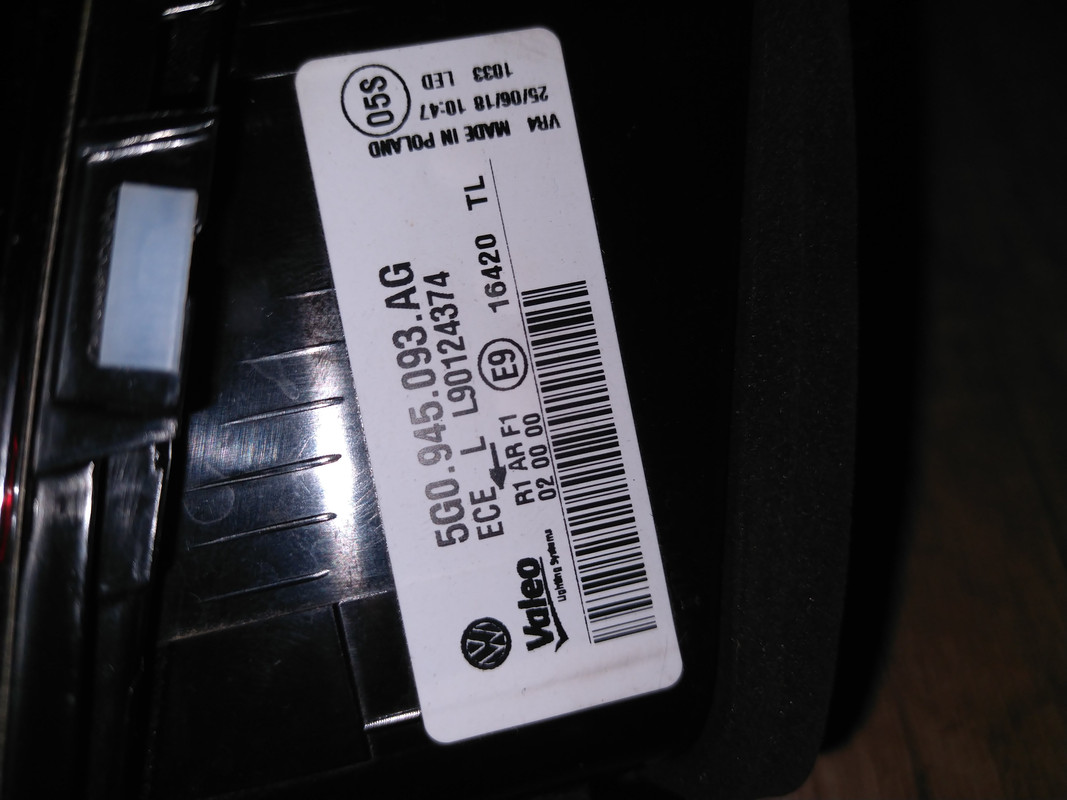 5G0.945.093.AG
ECE L L90124374
R1 AR F1 E9 16420 TL
02 00 00
Valeo
Lighting Systems
VR4 MADE IN POLAND
25/06/18 10:47
1033 LED
05S